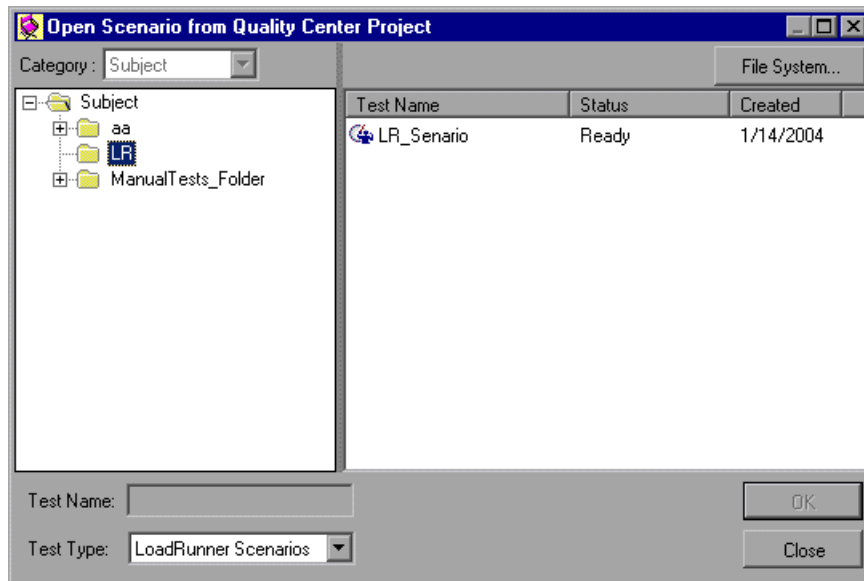 Open Scenario from Quality Center Project
Category : Subject
File System...
Subject
aa
LR
ManualTests_Folder
Test Name Status Created
LR_Senario Ready 1/14/2004
Test Name:
OK
Test Type: LoadRunner Scenarios
Close